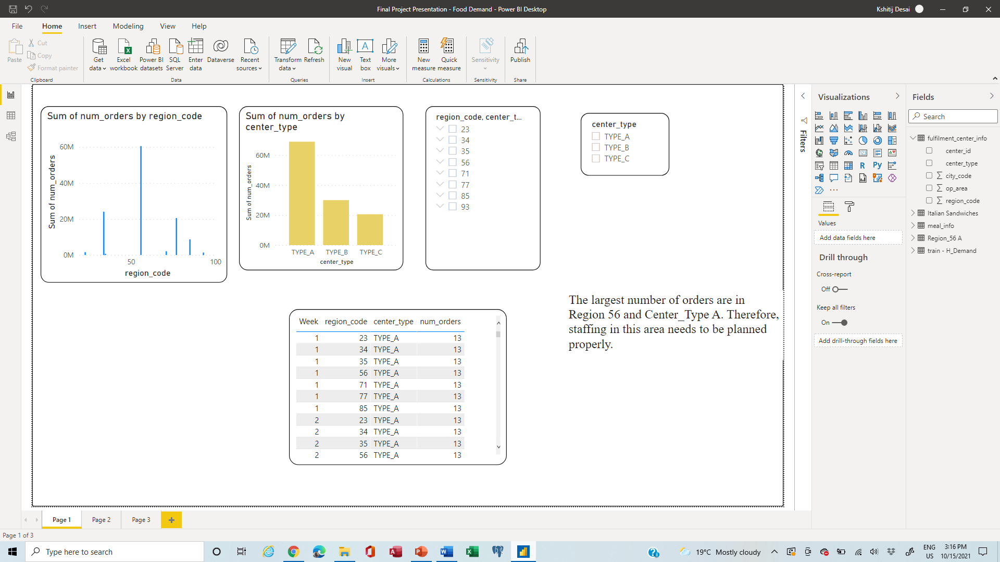 Final Project Presentation - Food Demand - Power BI Desktop
Kshitij Desai
File Home Insert Modeling View Help
Paste
Cut
Copy
Format painter
Clipboard
Get data
Excel workbook
Power BI datasets
SQL Server
Enter data
Dataverse
Recent sources
Data
Transform data
Refresh
Queries
New visual
A
Text box
More visuals
Insert
New measure
Quick measure
Calculations
Sensitivity
Sensitivity
Publish
Share
Sum of num_orders by region_code
Sum of num_orders
60M
40M
20M
0M
50 100
region_code
Sum of num_orders by
center_type
Sum of num_orders
60M
40M
20M
0M
TYPE_A TYPE_B TYPE_C
center_type
region_code, center_t...
23
34
35
56
71
77
85
93
center_type
TYPE_A
TYPE_B
TYPE_C
The largest number of orders are in
Region 56 and Center_Type A. Therefore,
staffing in this area needs to be planned
properly.
Week region_code center_type num_orders
1 23 TYPE_A 13
1 34 TYPE_A 13
1 35 TYPE_A 13
1 56 TYPE_A 13
1 71 TYPE_A 13
1 77 TYPE_A 13
1 85 TYPE_A 13
2 23 TYPE_A 13
2 34 TYPE_A 13
2 35 TYPE_A 13
2 56 TYPE_A 13
Filters
Visualizations
R Py
123
...
Values
Add data fields here
Drill through
Cross-report
Off
Keep all filters
On
Add drill-through fields here
Fields
Search
fulfilment_center_info
center_id
center_type
∑ city_code
∑ op_area
∑ region_code
Italian Sandwiches
meal_info
Region_56 A
train - H_Demand
Page 1 Page 2 Page 3 +
Page 1 of 3
Type here to search
19°C Mostly cloudy
ENG
US
3:16 PM
10/15/2021